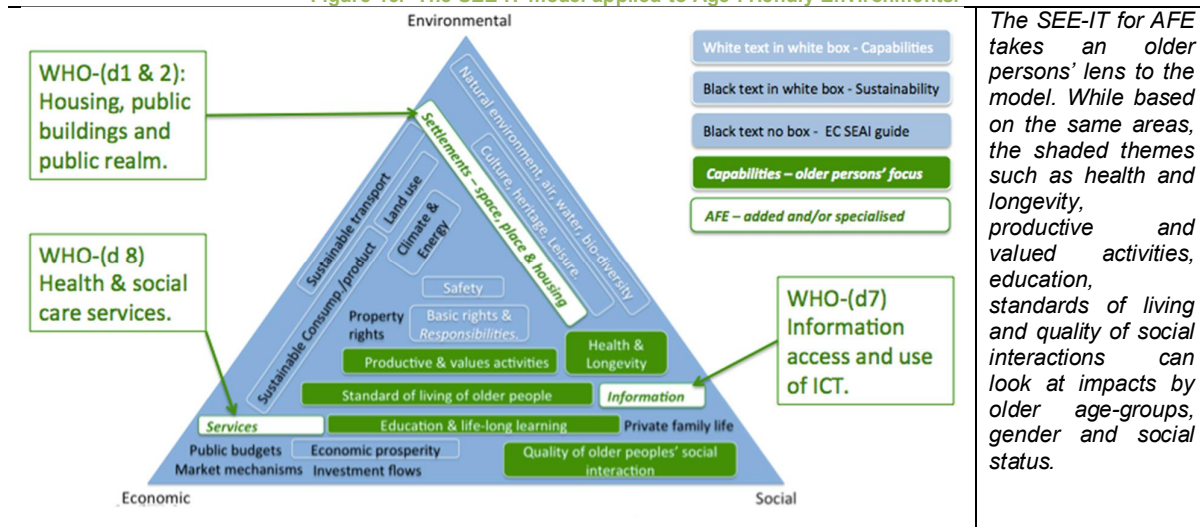 Environmental
WHO-(d1 & 2):
Housing, public
buildings and
public realm.
WHO-(d 8)
Health & social
care services.
White text in white box - Capabilities
Black text in white box - Sustainability
Black text no box - EC SEAI guide
Capabilities – older persons' focus
AFE – added and/or specialised
Natural environment, air, water, bio-diversity
Culture, heritage, Leisure.
Settlements – space, place & housing
Sustainable transport
Land use
Climate &
Energy
Sustainable Consump./product
Safety
Property
rights
Basic rights &
Responsibilities,
Health &
Longevity
Productive & values activities
Standard of living of older people
Information
Services
Education & life-long learning
Private family life
Public budgets
Economic prosperity
Market mechanisms
Investment flows
Quality of older peoples' social
interaction
WHO-(d7)
Information
access and use
of ICT.
Economic
Social
The SEE-IT for AFE
takes an older
persons' lens to the
model. While based
on the same areas,
the shaded themes
such as health and
longevity,
productive and
valued activities,
education,
standards of living
and quality of social
interactions can
look at impacts by
older age-groups,
gender and social
status.